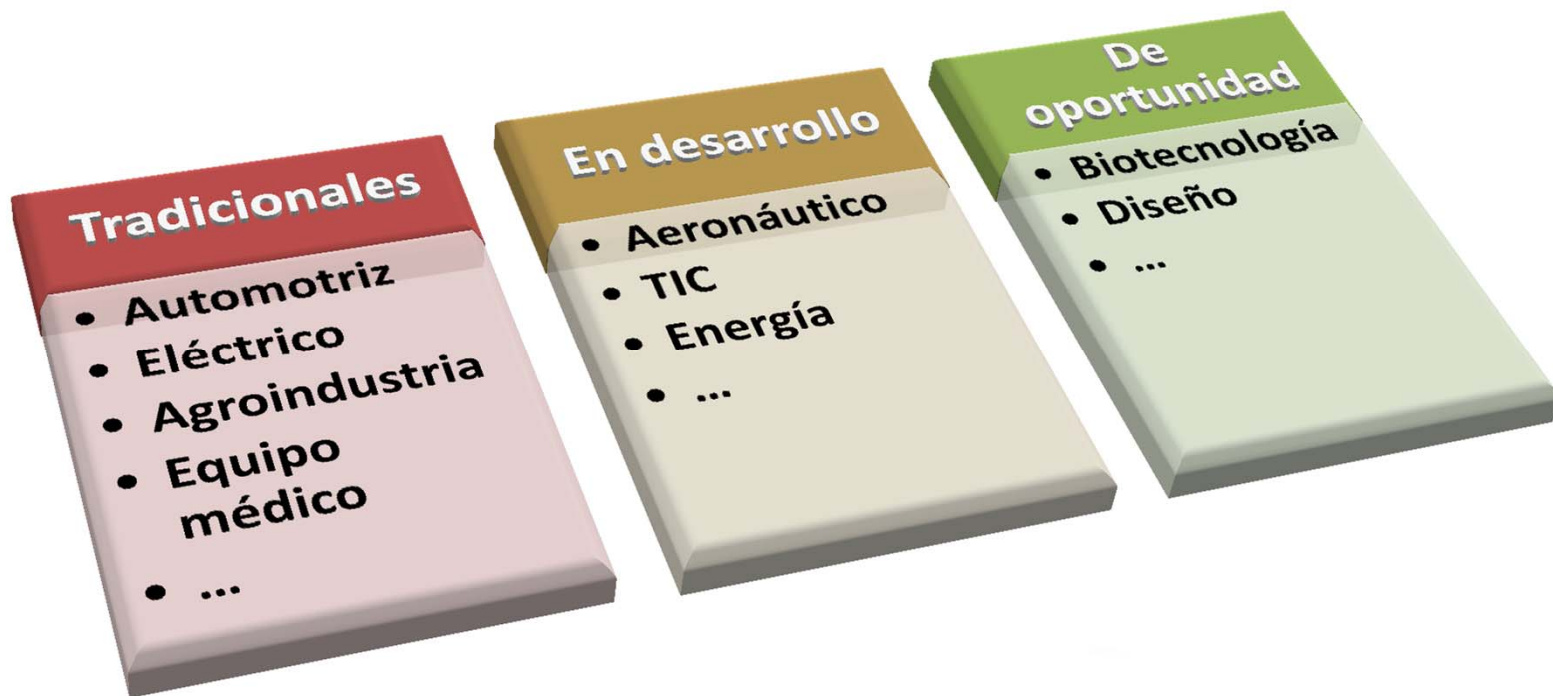 Tradicionales
• Automotriz
• Eléctrico
• Agroindustria
• Equipo
médico
• ...
En desarrollo
• Aeronáutico
• TIC
• Energía
• ...
De
oportunidad
• Biotecnología
• Diseño
• ...